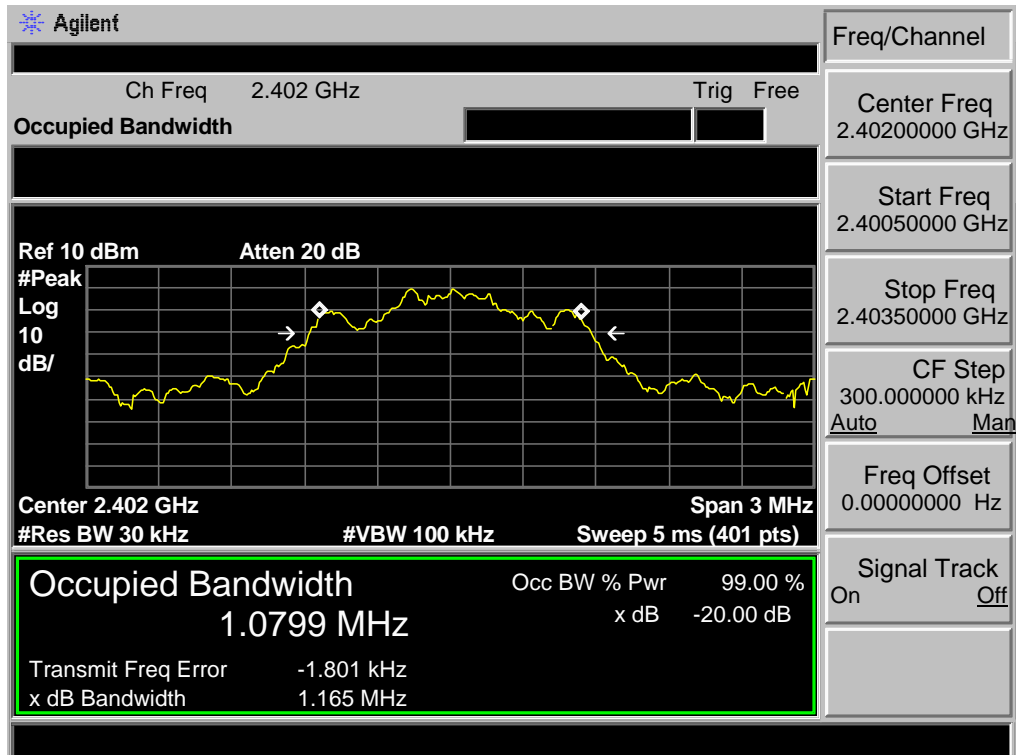 Agilent
Freq/Channel
Ch Freq 2.402 GHz Trig Free
Occupied Bandwidth
Center Freq
2.40200000 GHz
Start Freq
2.40050000 GHz
Stop Freq
2.40350000 GHz
CF Step
300.000000 kHz
Auto Man
Freq Offset
0.00000000 Hz
Signal Track
On Off
Ref 10 dBm Atten 20 dB
#Peak
Log
10
dB/
Center 2.402 GHz Span 3 MHz
#Res BW 30 kHz #VBW 100 kHz Sweep 5 ms (401 pts)
Occupied Bandwidth
1.0799 MHz
Occ BW % Pwr 99.00 %
x dB -20.00 dB
Transmit Freq Error -1.801 kHz
x dB Bandwidth 1.165 MHz